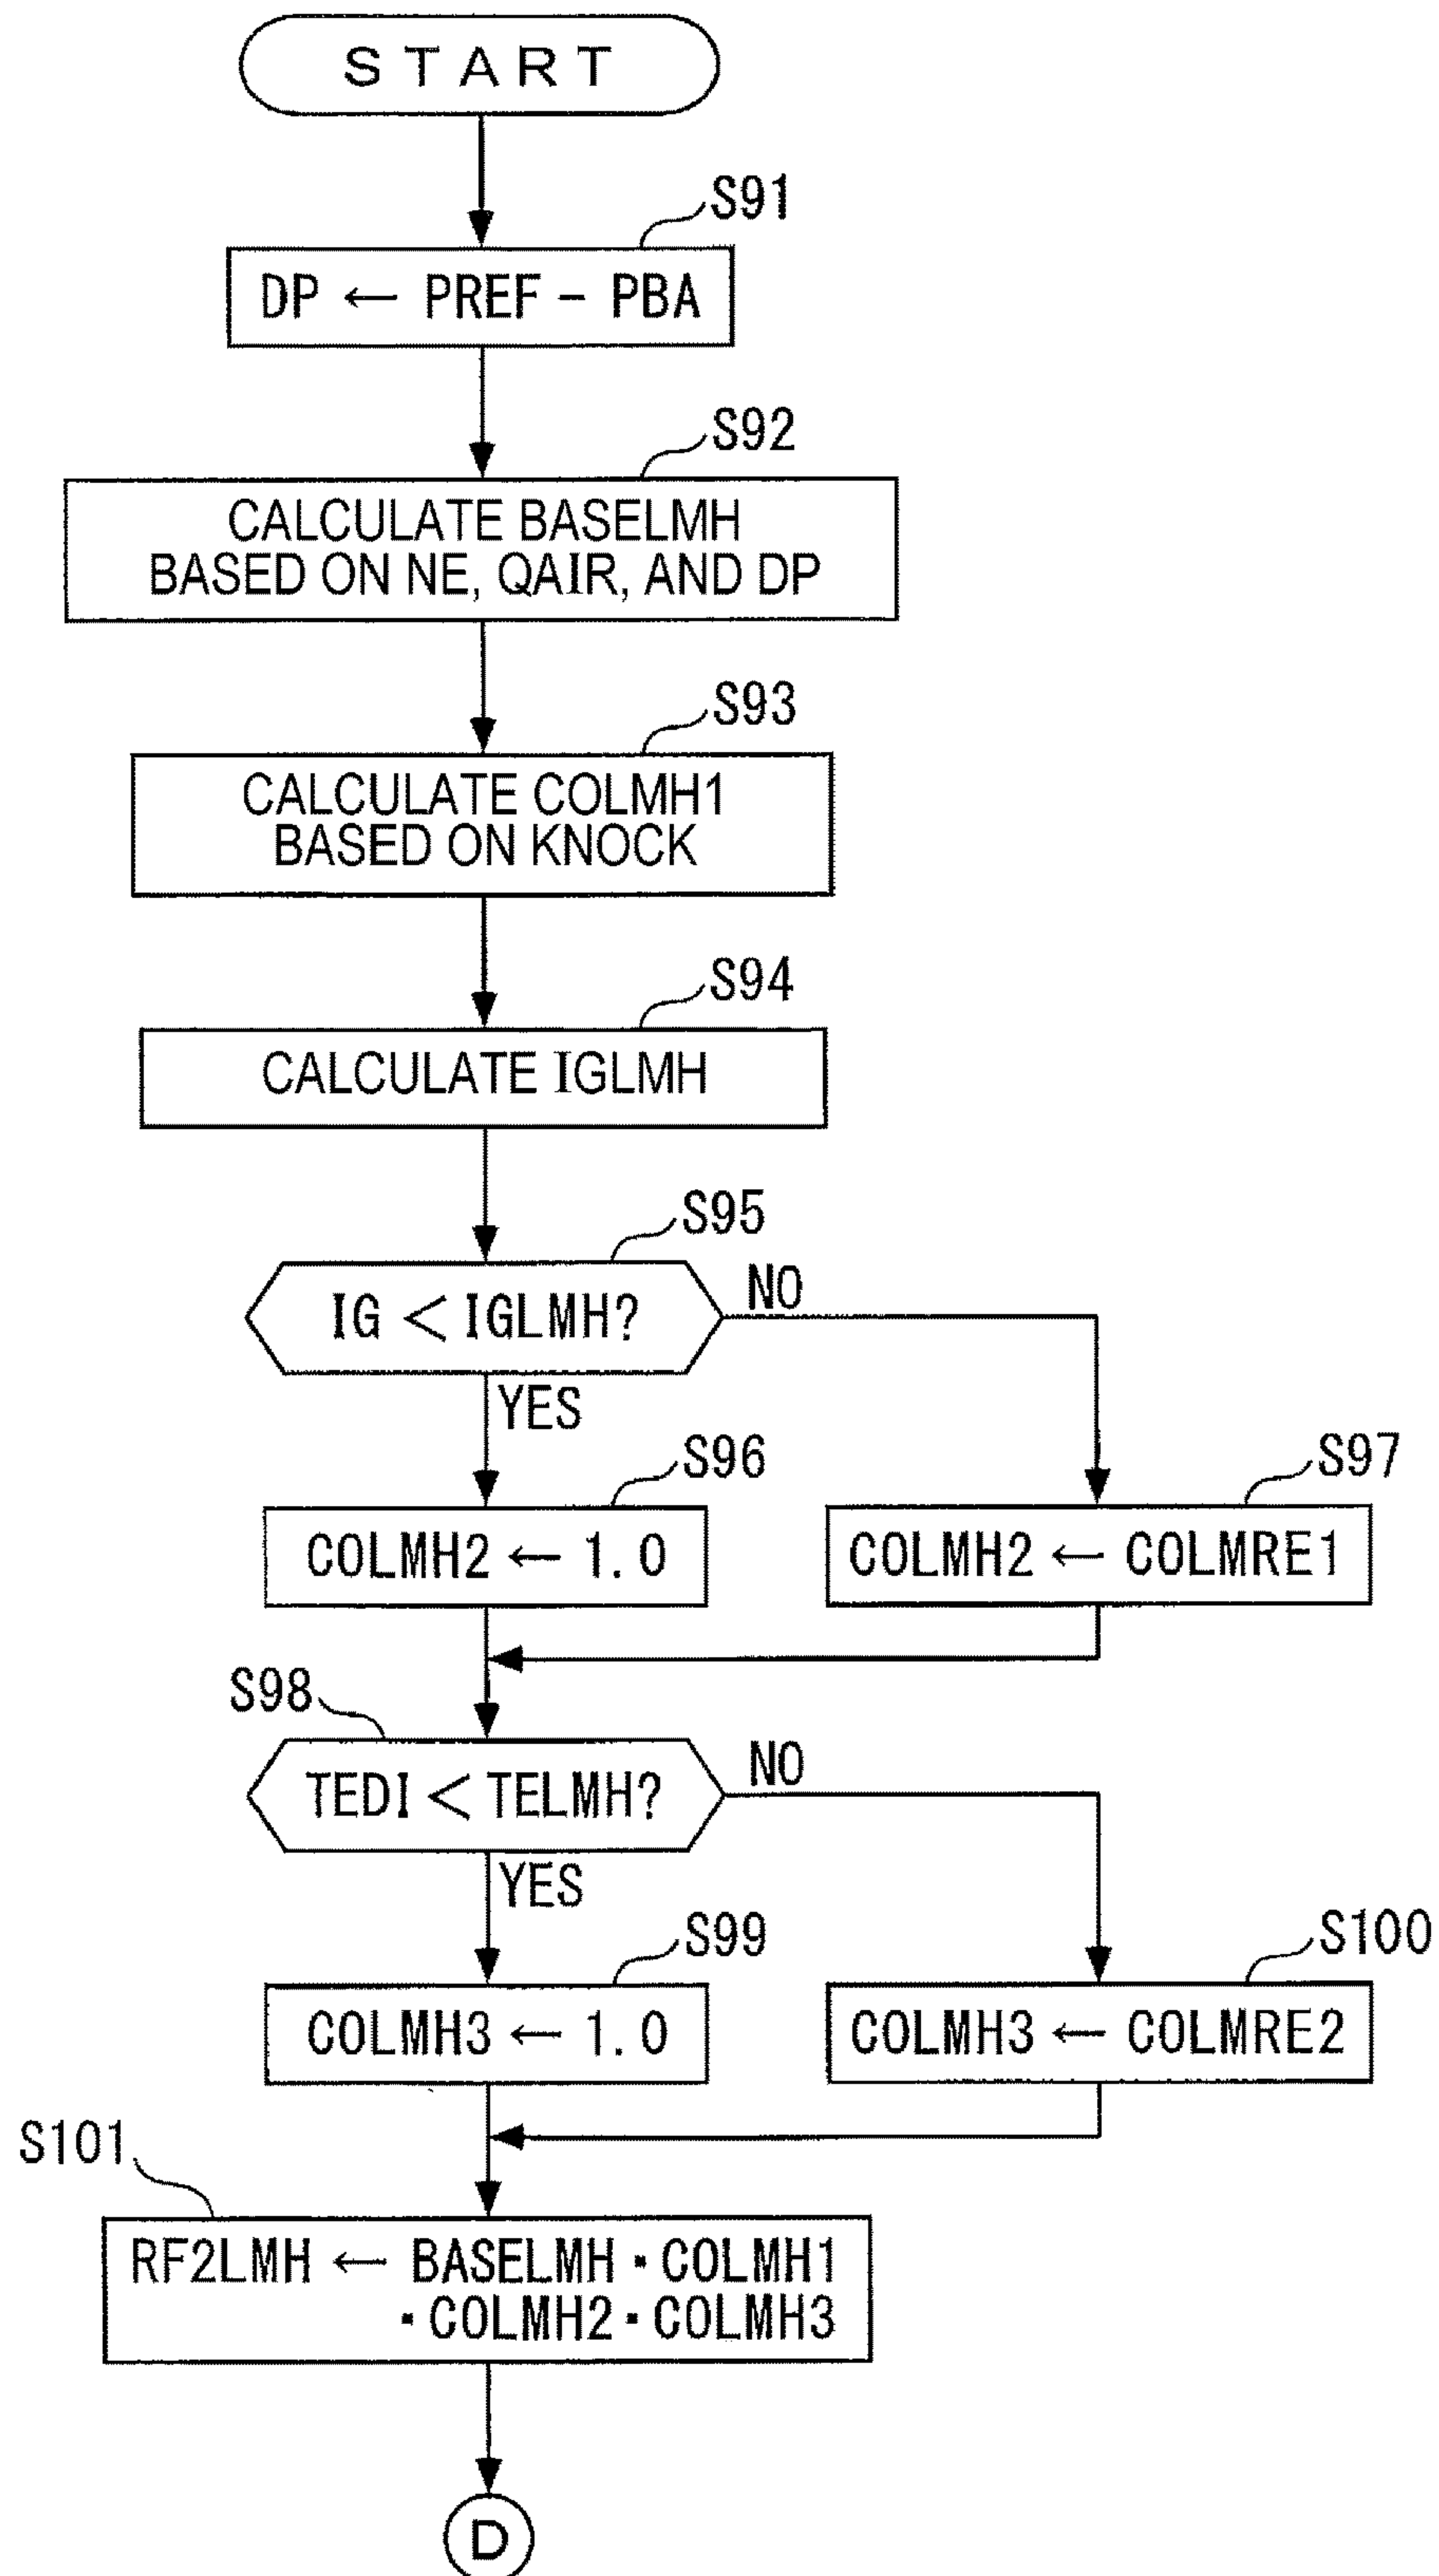 START
S91
DP ← PREF - PBA
S92
CALCULATE BASELMH
BASED ON NE, QAIR, AND DP
S93
CALCULATE COLMH1
BASED ON KNOCK
S94
CALCULATE IGLMH
S95
IG < IGLMH?
NO
YES
S96
S97
COLMH2 ← 1.0
COLMH2 ← COLMRE1
S98
TEDI < TELMH?
NO
YES
S99
S100
COLMH3 ← 1.0
COLMH3 ← COLMRE2
S101
RF2LMH ← BASELMH · COLMH1
· COLMH2 · COLMH3
D